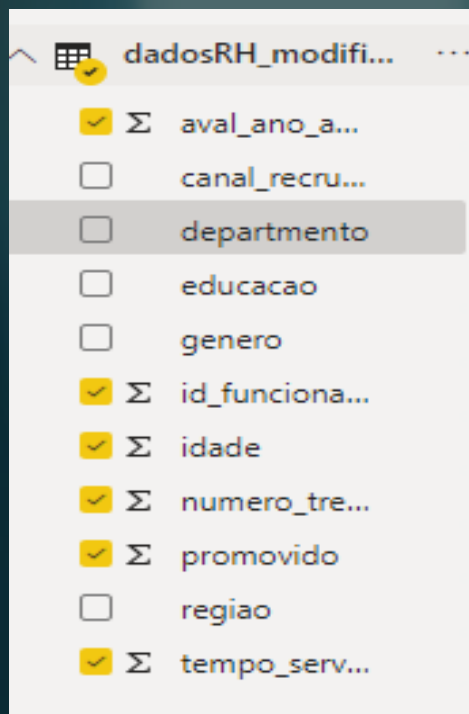 dadosRH_modifi... ...
Σ aval_ano_a...
canal_recru...
departmento
educacao
genero
Σ id_funciona...
Σ idade
Σ numero_tre...
Σ promovido
regiao
Σ tempo_serv...